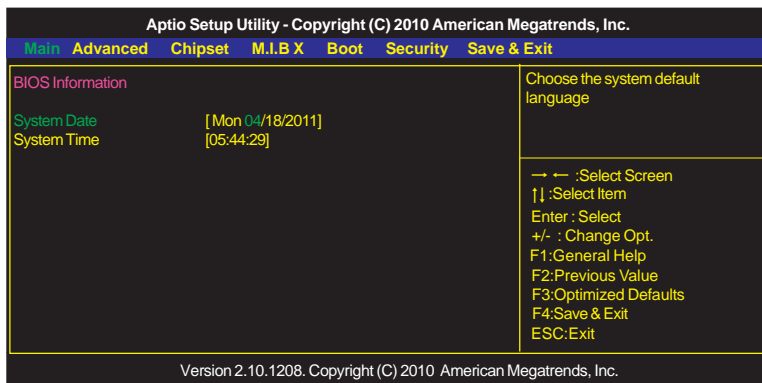 Aptio Setup Utility - Copyright (C) 2010 American Megatrends, Inc.
Main Advanced Chipset M.I.B X Boot Security Save & Exit
BIOS Information
System Date [ Mon 04/18/2011]
System Time [05:44:29]
Choose the system default
language
→ ← :Select Screen
↑↓ :Select Item
Enter : Select
+/- : Change Opt.
F1:General Help
F2:Previous Value
F3:Optimized Defaults
F4:Save & Exit
ESC:Exit
Version 2.10.1208. Copyright (C) 2010 American Megatrends, Inc.